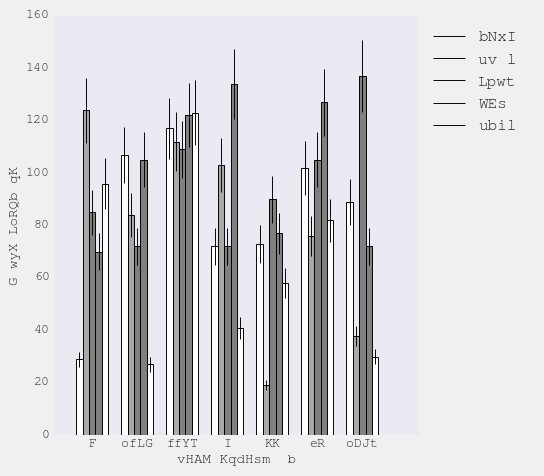 160
140
120
100
80
60
40
20
0
G wyX LoRQb qK
F ofLG ffYT I KK eR oDJt
vHAM KqdHsm  b
bNxI
uv l
Lpwt
WEs
ubil